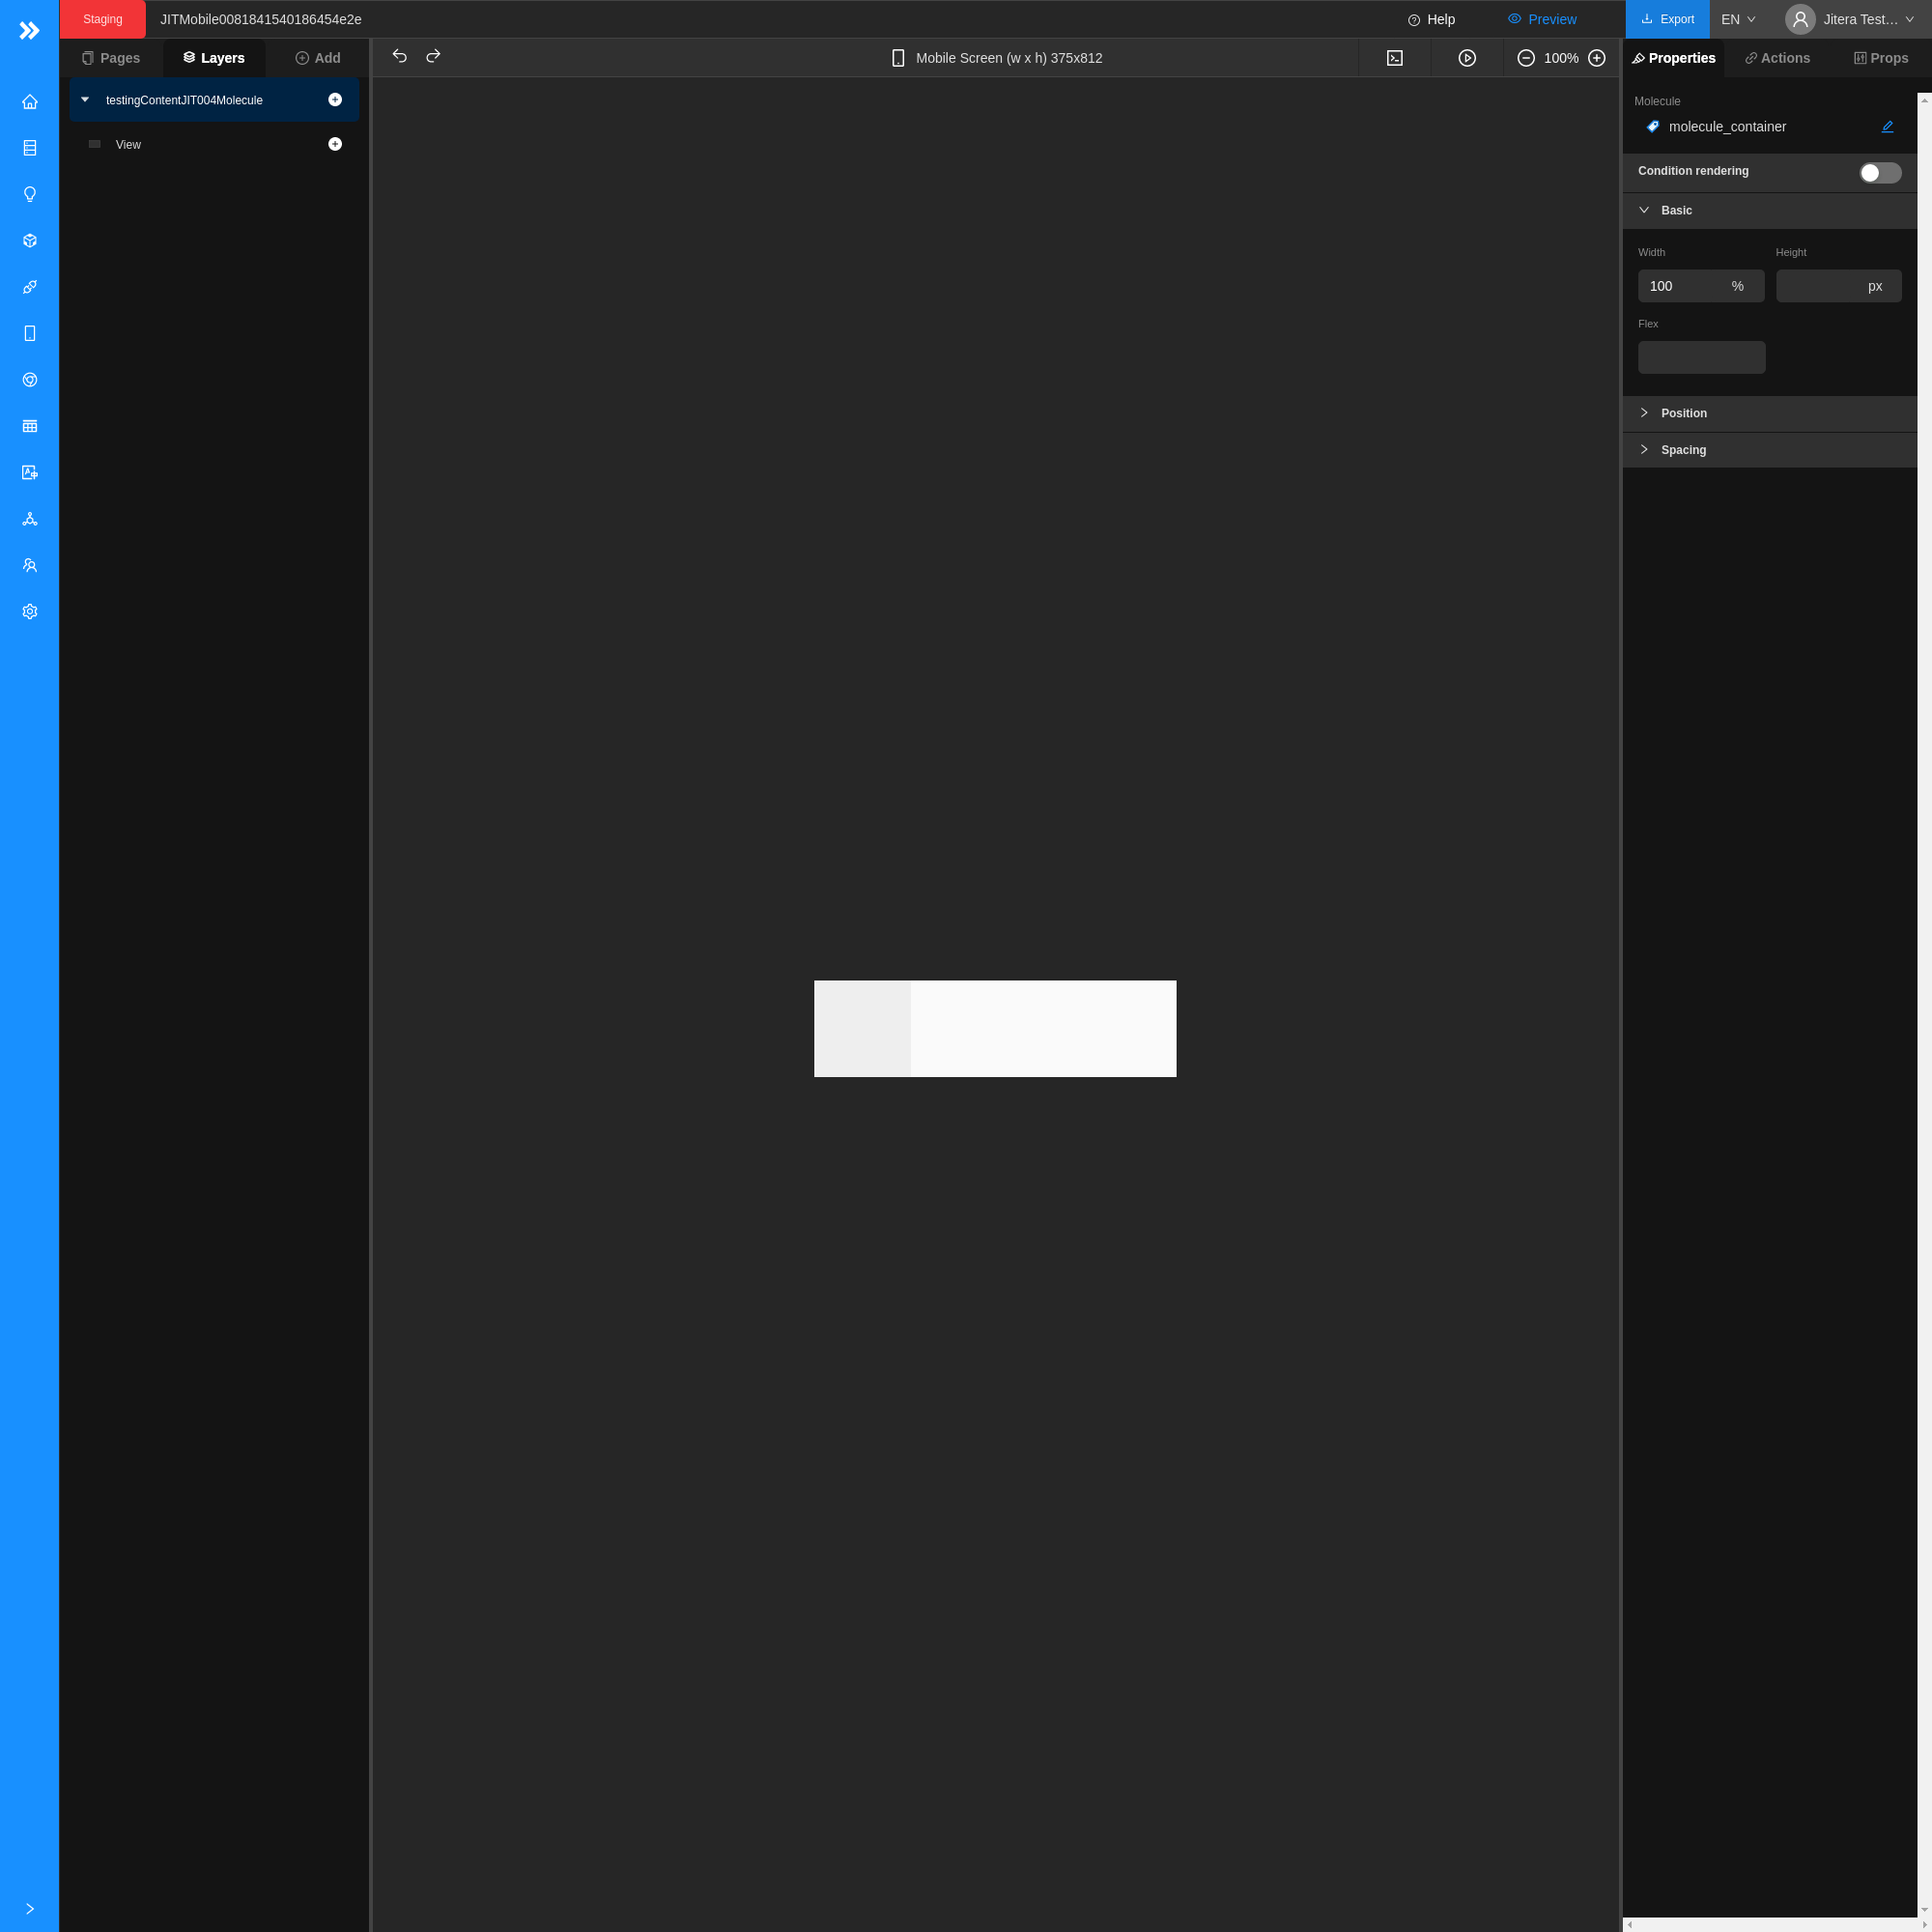 Staging
JITMobile0081841540186454e2e
Help
Preview
Export
EN
Jitera Test…
Pages
Layers
Add
Mobile Screen (w x h) 375x812
100%
Properties
Actions
Props
testingContentJIT004Molecule
View
Molecule
molecule_container
Condition rendering
Basic
Width
Height
100
%
px
Flex
Position
Spacing